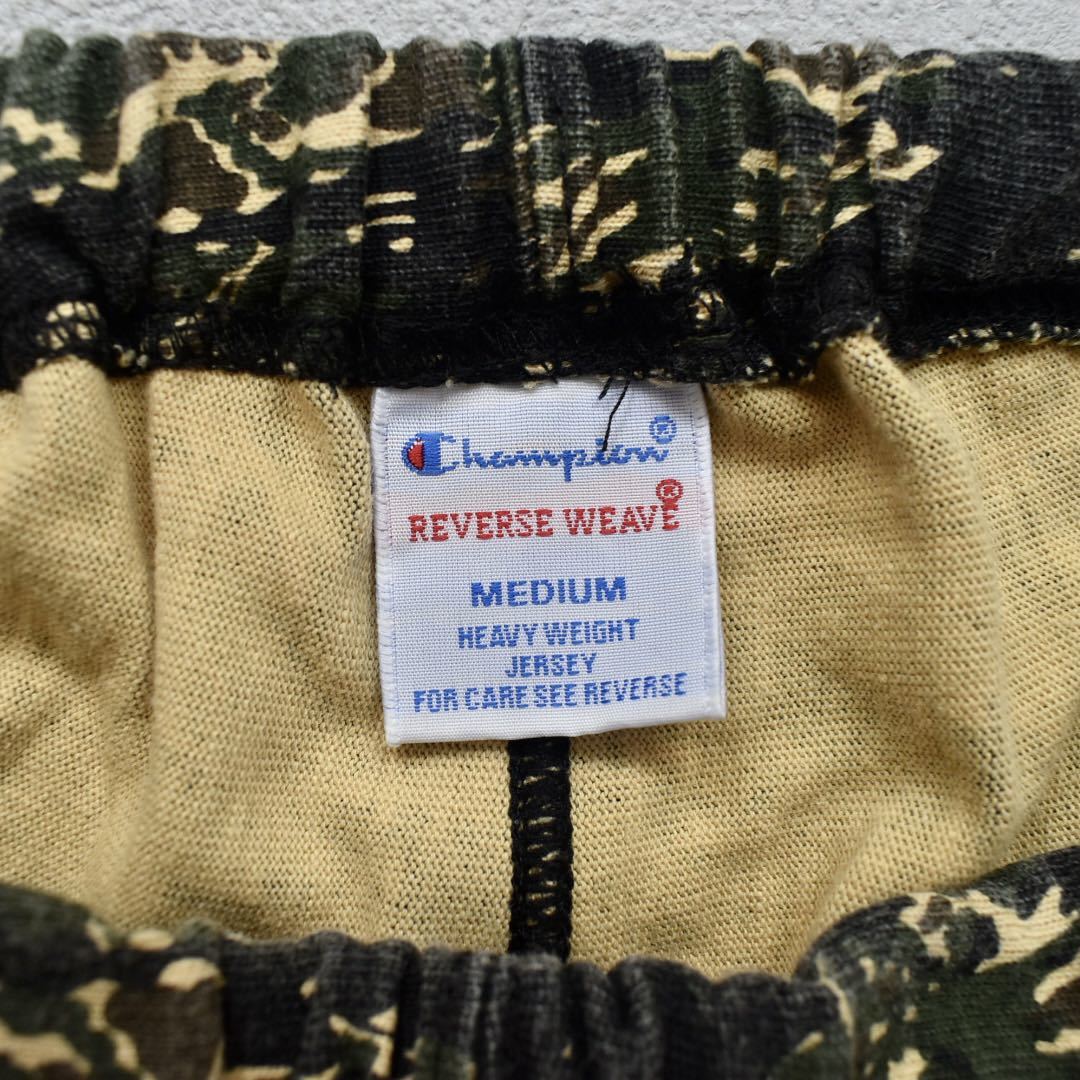 Champion®
REVERSE WEAVE®
MEDIUM
HEAVY WEIGHT
JERSEY
FOR CARE SEE REVERSE